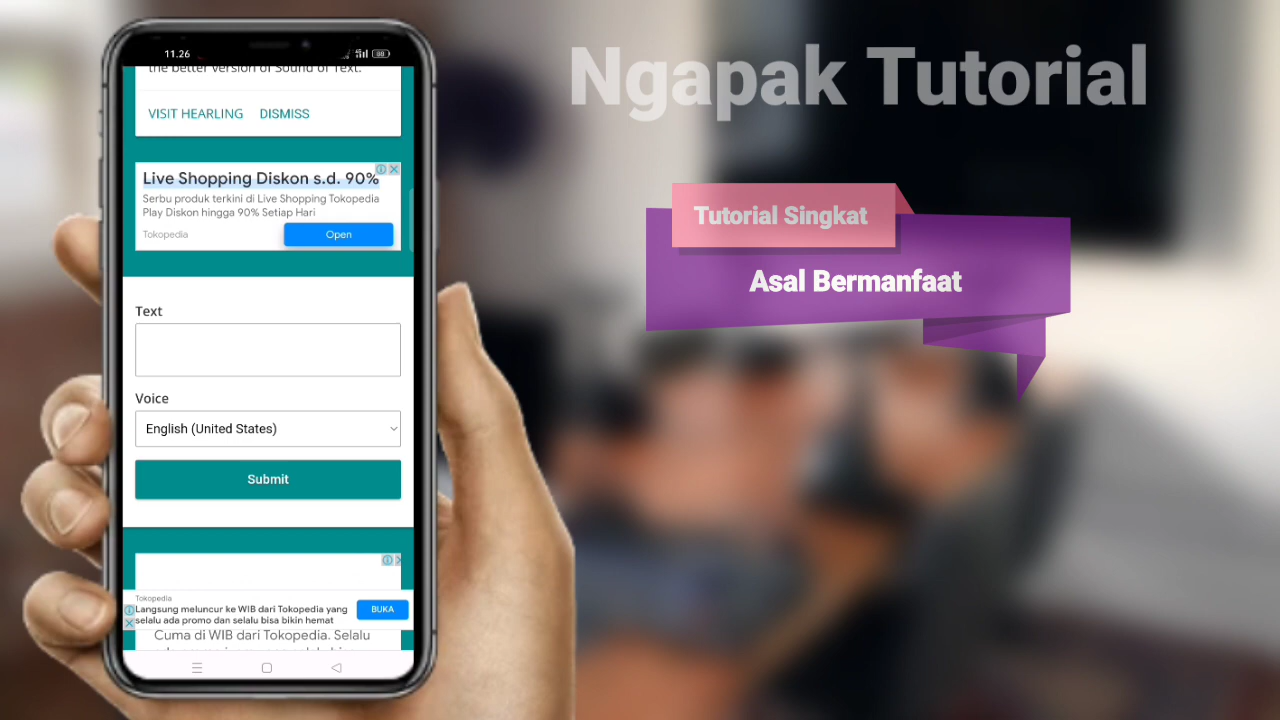 11.26
88
the better version of Sound of Text.
VISIT HEARLING DISMISS
Live Shopping Diskon s.d. 90%
Serbu produk terkini di Live Shopping Tokopedia
Play Diskon hingga 90% Setiap Hari
Tokopedia
Open
Text
Voice
English (United States)
Submit
Tokopedia
Langsung meluncur ke WIB dari Tokopedia yang
selalu ada promo dan selalu bisa bikin hemat
BUKA
Cuma di WIB dari Tokopedia. Selalu
Ngapak Tutorial
Tutorial Singkat
Asal Bermanfaat